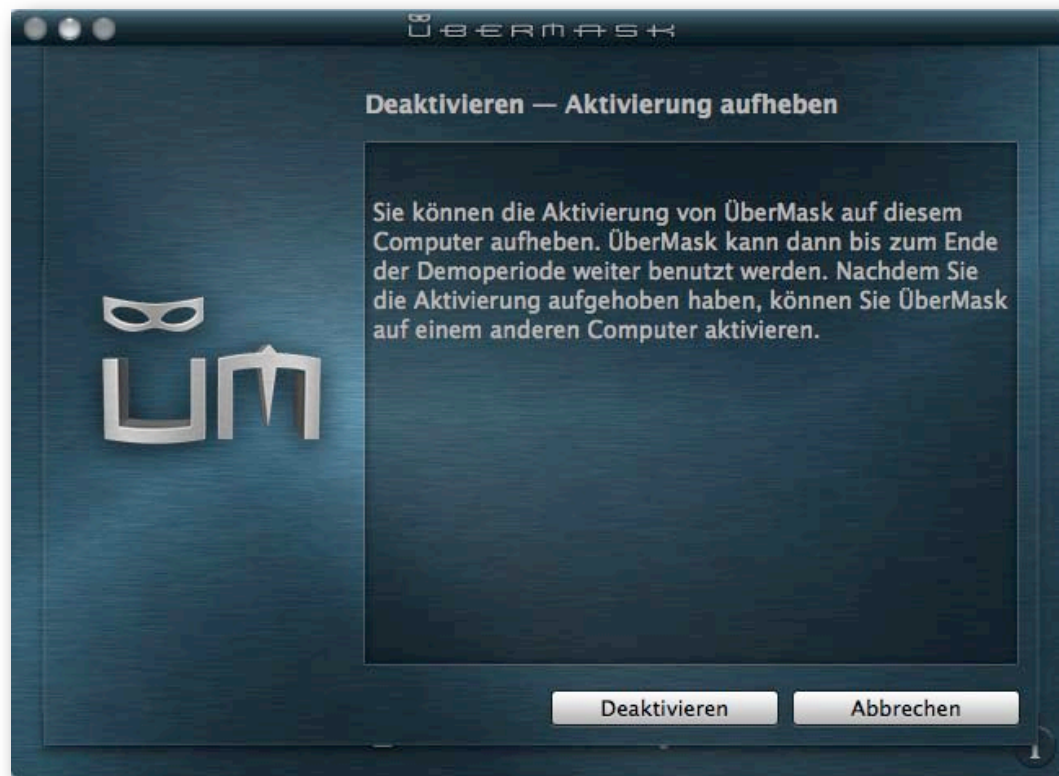 ÜBERMASK
Deaktivieren — Aktivierung aufheben
Sie können die Aktivierung von ÜberMask auf diesem
Computer aufheben. ÜberMask kann dann bis zum Ende
der Demoperiode weiter benutzt werden. Nachdem Sie
die Aktivierung aufgehoben haben, können Sie ÜberMask
auf einem anderen Computer aktivieren.
ÜM
Deaktivieren Abbrechen